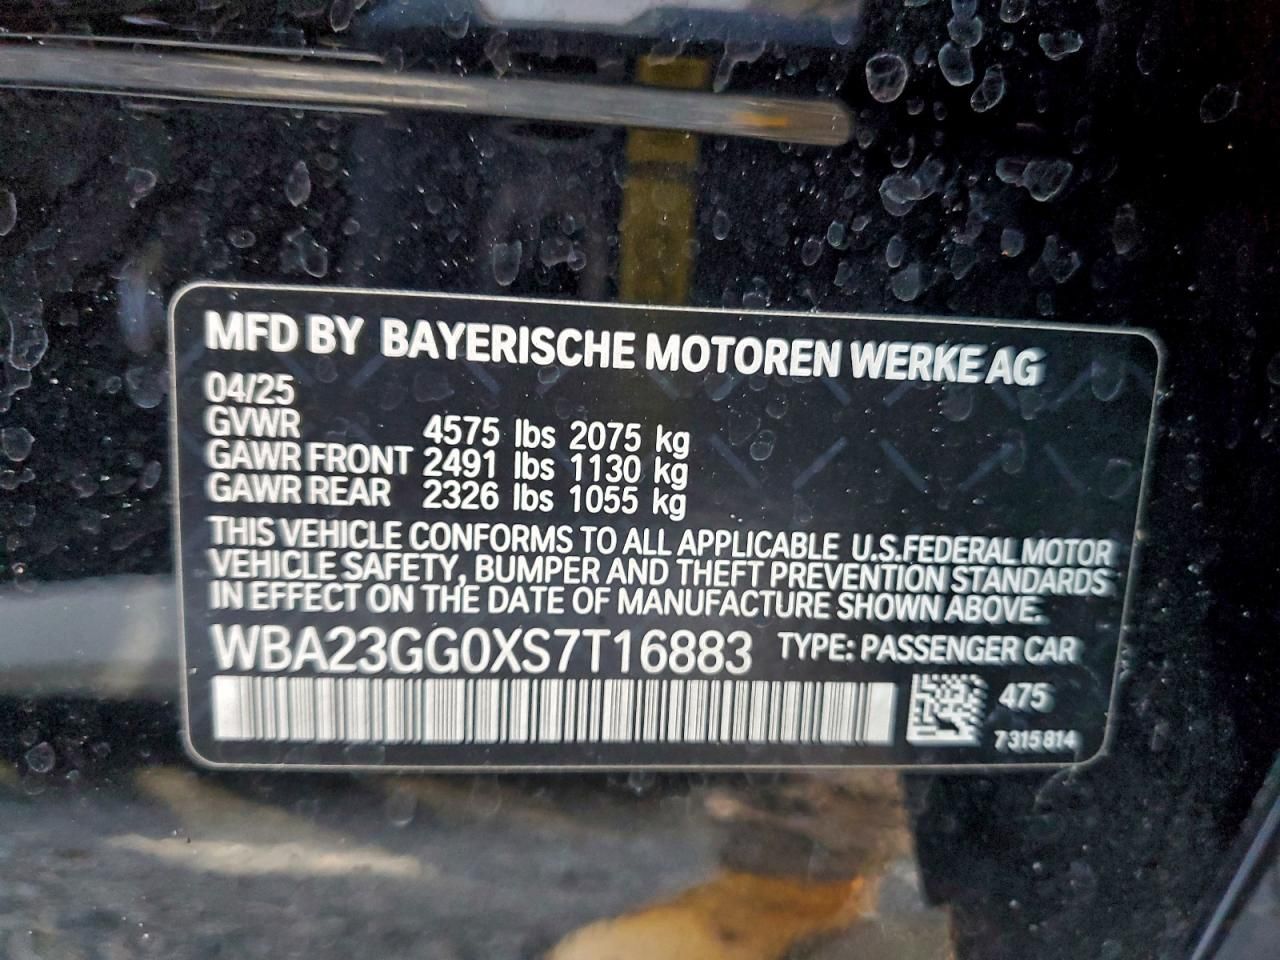 MFD BY BAYERISCHE MOTOREN WERKE AG
04/25
GVWR 4575 lbs 2075 kg
GAWR FRONT 2491 lbs 1130 kg
GAWR REAR 2326 lbs 1055 kg
THIS VEHICLE CONFORMS TO ALL APPLICABLE U.S.FEDERAL MOTOR
VEHICLE SAFETY, BUMPER AND THEFT PREVENTION STANDARDS
IN EFFECT ON THE DATE OF MANUFACTURE SHOWN ABOVE.
WBA23GG0XS7T16883 TYPE: PASSENGER CAR
475
7315814